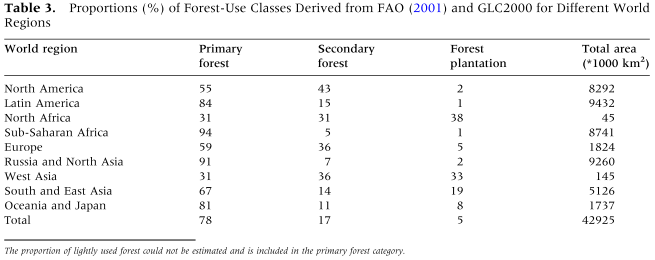 Table 3. Proportions (%) of Forest-Use Classes Derived from FAO (2001) and GLC2000 for Different World
Regions
World region Primary forest Secondary forest Forest plantation Total area (*1000 km²)
North America 55 43 2 8292
Latin America 84 15 1 9432
North Africa 31 31 38 45
Sub-Saharan Africa 94 5 1 8741
Europe 59 36 5 1824
Russia and North Asia 91 7 2 9260
West Asia 31 36 33 145
South and East Asia 67 14 19 5126
Oceania and Japan 81 11 8 1737
Total 78 17 5 42925
The proportion of lightly used forest could not be estimated and is included in the primary forest category.